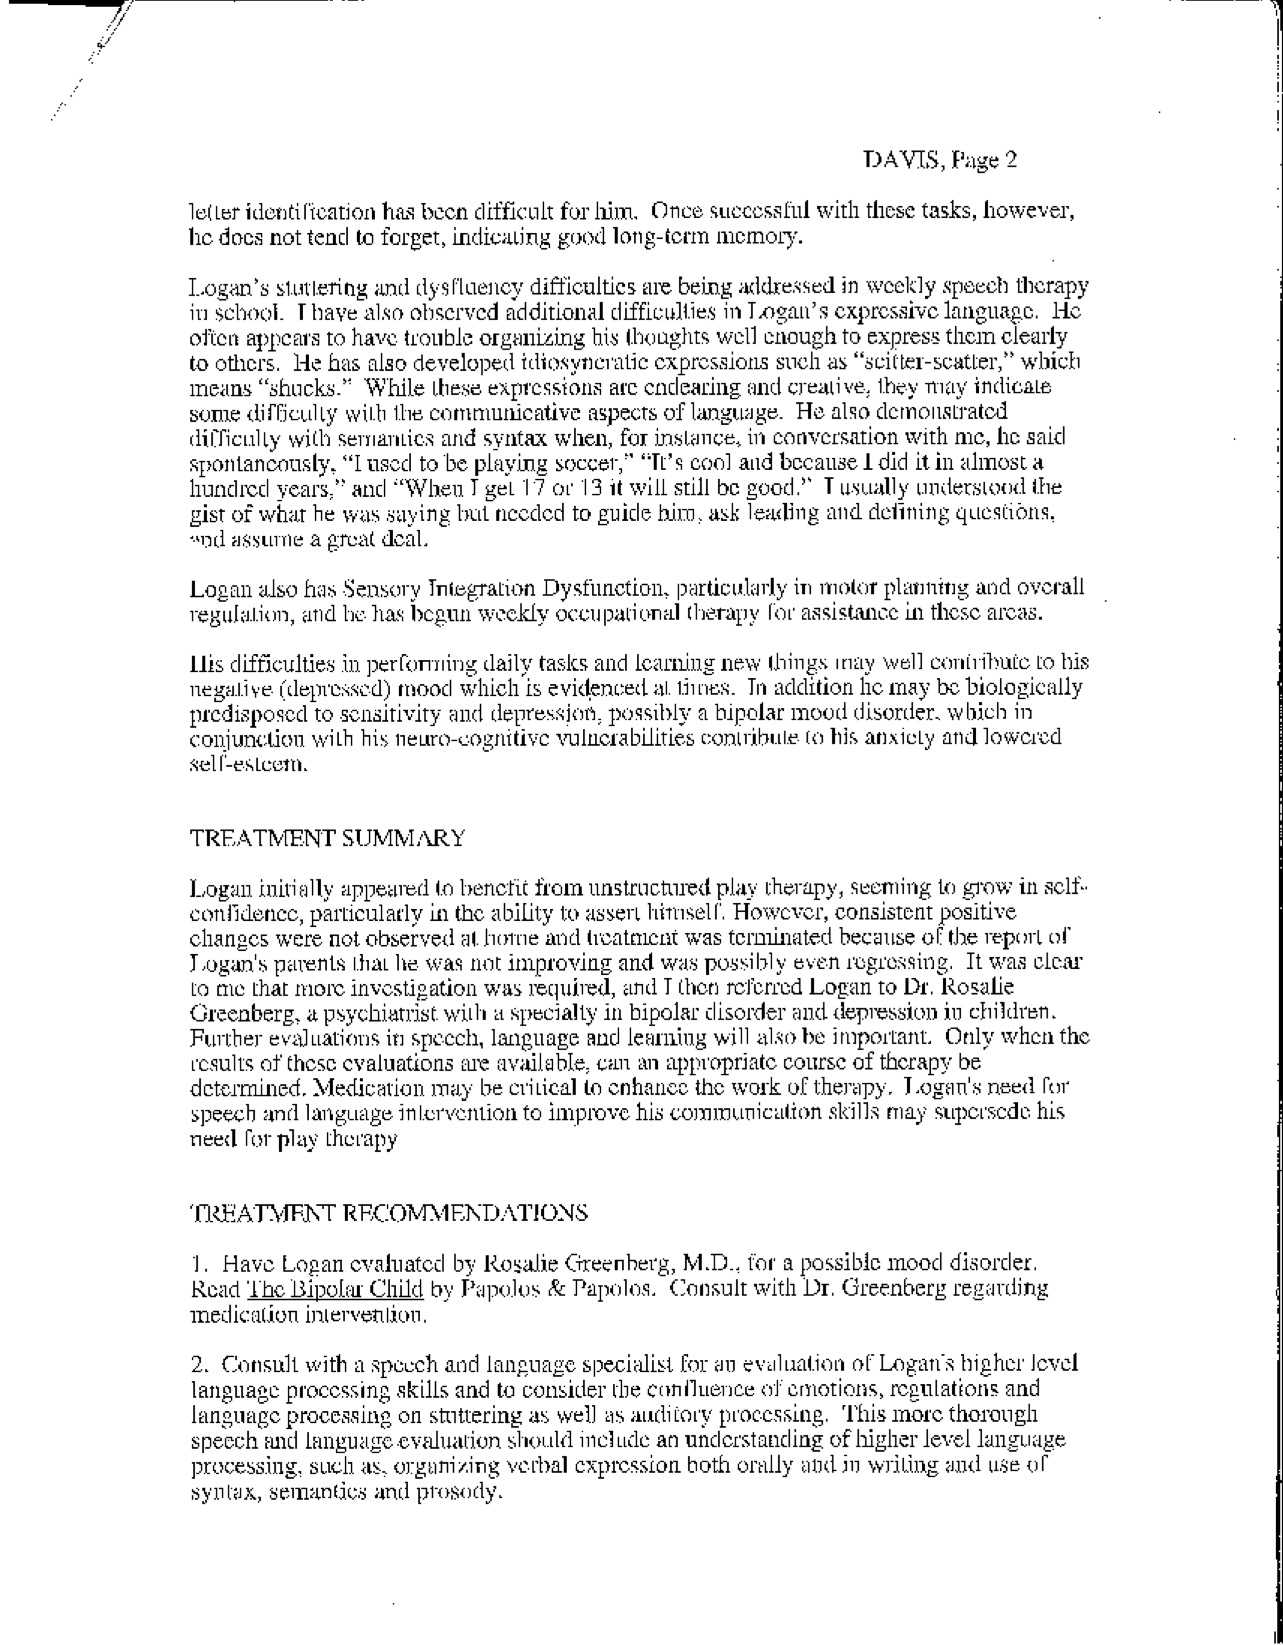 DAVIS, Page 2
letter identification has been difficult for him. Once successful with these tasks, however,
he does not tend to forget, indicating good long-term memory.
Logan's stuttering and dysfluency difficulties are being addressed in weekly speech therapy
in school. I have also observed additional difficulties in Logan's expressive language. He
often appears to have trouble organizing his thoughts well enough to express them clearly
to others. He has also developed idiosyncratic expressions such as “scitter-scatter,” which
means “shucks.” While these expressions are endearing and creative, they may indicate
some difficulty with the communicative aspects of language. He also demonstrated
difficulty with semantics and syntax when, for instance, in conversation with me, he said
spontaneously, “I used to be playing soccer,” “It's cool and because I did it in almost a
hundred years,” and “When I get 17 or 13 it will still be good.” I usually understood the
gist of what he was saying but needed to guide him, ask leading and defining questions,
and assume a great deal.
Logan also has Sensory Integration Dysfunction, particularly in motor planning and overall
regulation, and he has begun weekly occupational therapy for assistance in these areas.
His difficulties in performing daily tasks and learning new things may well contribute to his
negative (depressed) mood which is evidenced at times. In addition he may be biologically
predisposed to sensitivity and depression, possibly a bipolar mood disorder, which in
conjunction with his neuro-cognitive vulnerabilities contribute to his anxiety and lowered
self-esteem.
TREATMENT SUMMARY
Logan initially appeared to benefit from unstructured play therapy, seeming to grow in self-
confidence, particularly in the ability to assert himself. However, consistent positive
changes were not observed at home and treatment was terminated because of the report of
Logan's parents that he was not improving and was possibly even regressing. It was clear
to me that more investigation was required, and I then referred Logan to Dr. Rosalie
Greenberg, a psychiatrist with a specialty in bipolar disorder and depression in children.
Further evaluations in speech, language and learning will also be important. Only when the
results of these evaluations are available, can an appropriate course of therapy be
determined. Medication may be critical to enhance the work of therapy. Logan's need for
speech and language intervention to improve his communication skills may supersede his
need for play therapy
TREATMENT RECOMMENDATIONS
1. Have Logan evaluated by Rosalie Greenberg, M.D., for a possible mood disorder.
Read The Bipolar Child by Papolos & Papolos. Consult with Dr. Greenberg regarding
medication intervention.
2. Consult with a speech and language specialist for an evaluation of Logan's higher level
language processing skills and to consider the confluence of emotions, regulations and
language processing on stuttering as well as auditory processing. This more thorough
speech and language evaluation should include an understanding of higher level language
processing, such as, organizing verbal expression both orally and in writing and use of
syntax, semantics and prosody.